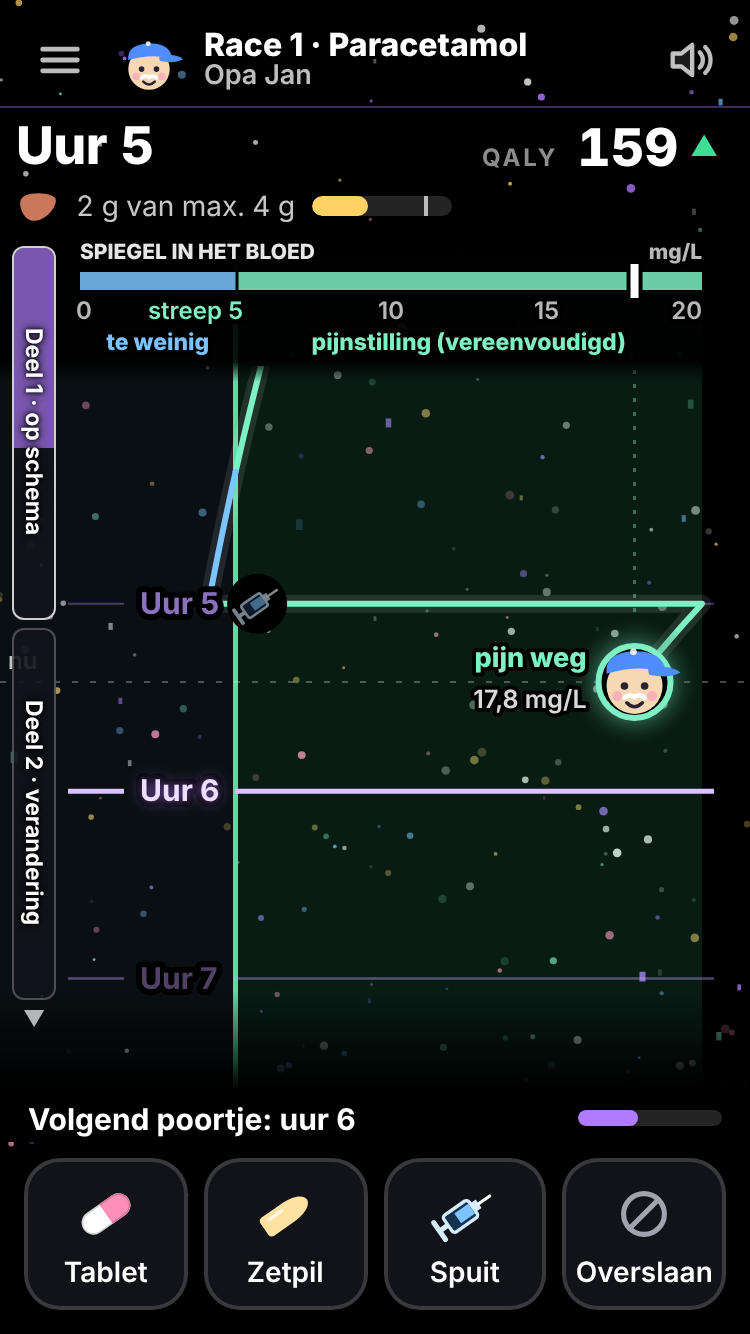 Race 1 · Paracetamol
Opa Jan
Uur 5
QALY 159
2 g van max. 4 g
SPIEGEL IN HET BLOED mg/L
0 streep 5 10 15 20
te weinig pijnstilling (vereenvoudigd)
Deel 1 · op schema
Uur 5
pijn weg
nu
17,8 mg/L
Deel 2 · verandering
Uur 6
Uur 7
Volgend poortje: uur 6
Tablet Zetpil Spuit Overslaan